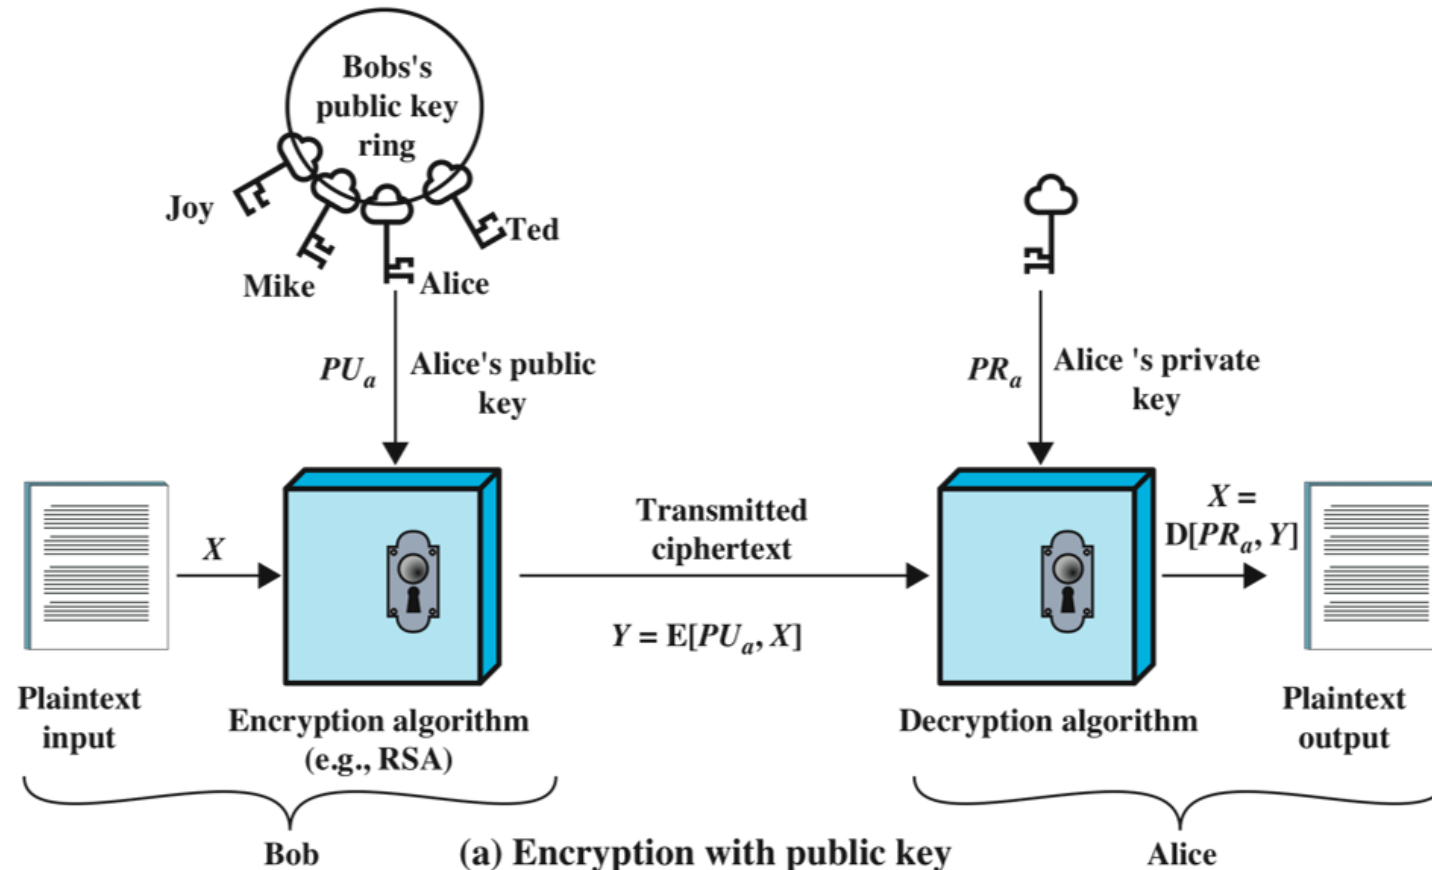 Bobs's
public key
ring
Joy
Ted
Mike
Alice
PUa
Alice's public
key
PRa
Alice 's private
key
X
Transmitted
ciphertext
X =
D[PRa, Y]
Y = E[PUa, X]
Plaintext
input
Encryption algorithm
(e.g., RSA)
Decryption algorithm
Plaintext
output
Bob
(a) Encryption with public key
Alice